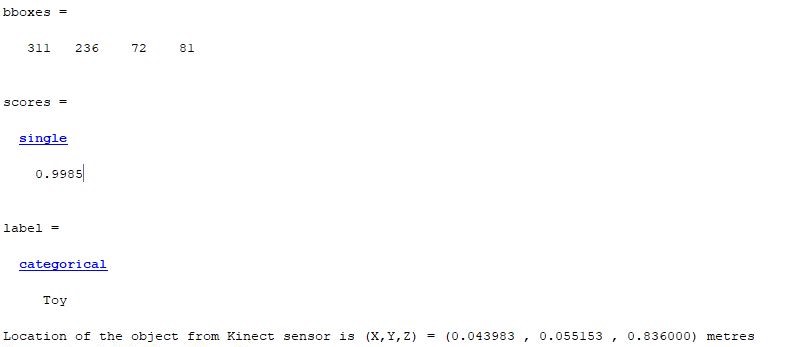 bboxes =
311 236 72 81
scores =
single
0.9985
label =
categorical
Toy
Location of the object from Kinect sensor is (X,Y,Z) = (0.043983 , 0.055153 , 0.836000) metres